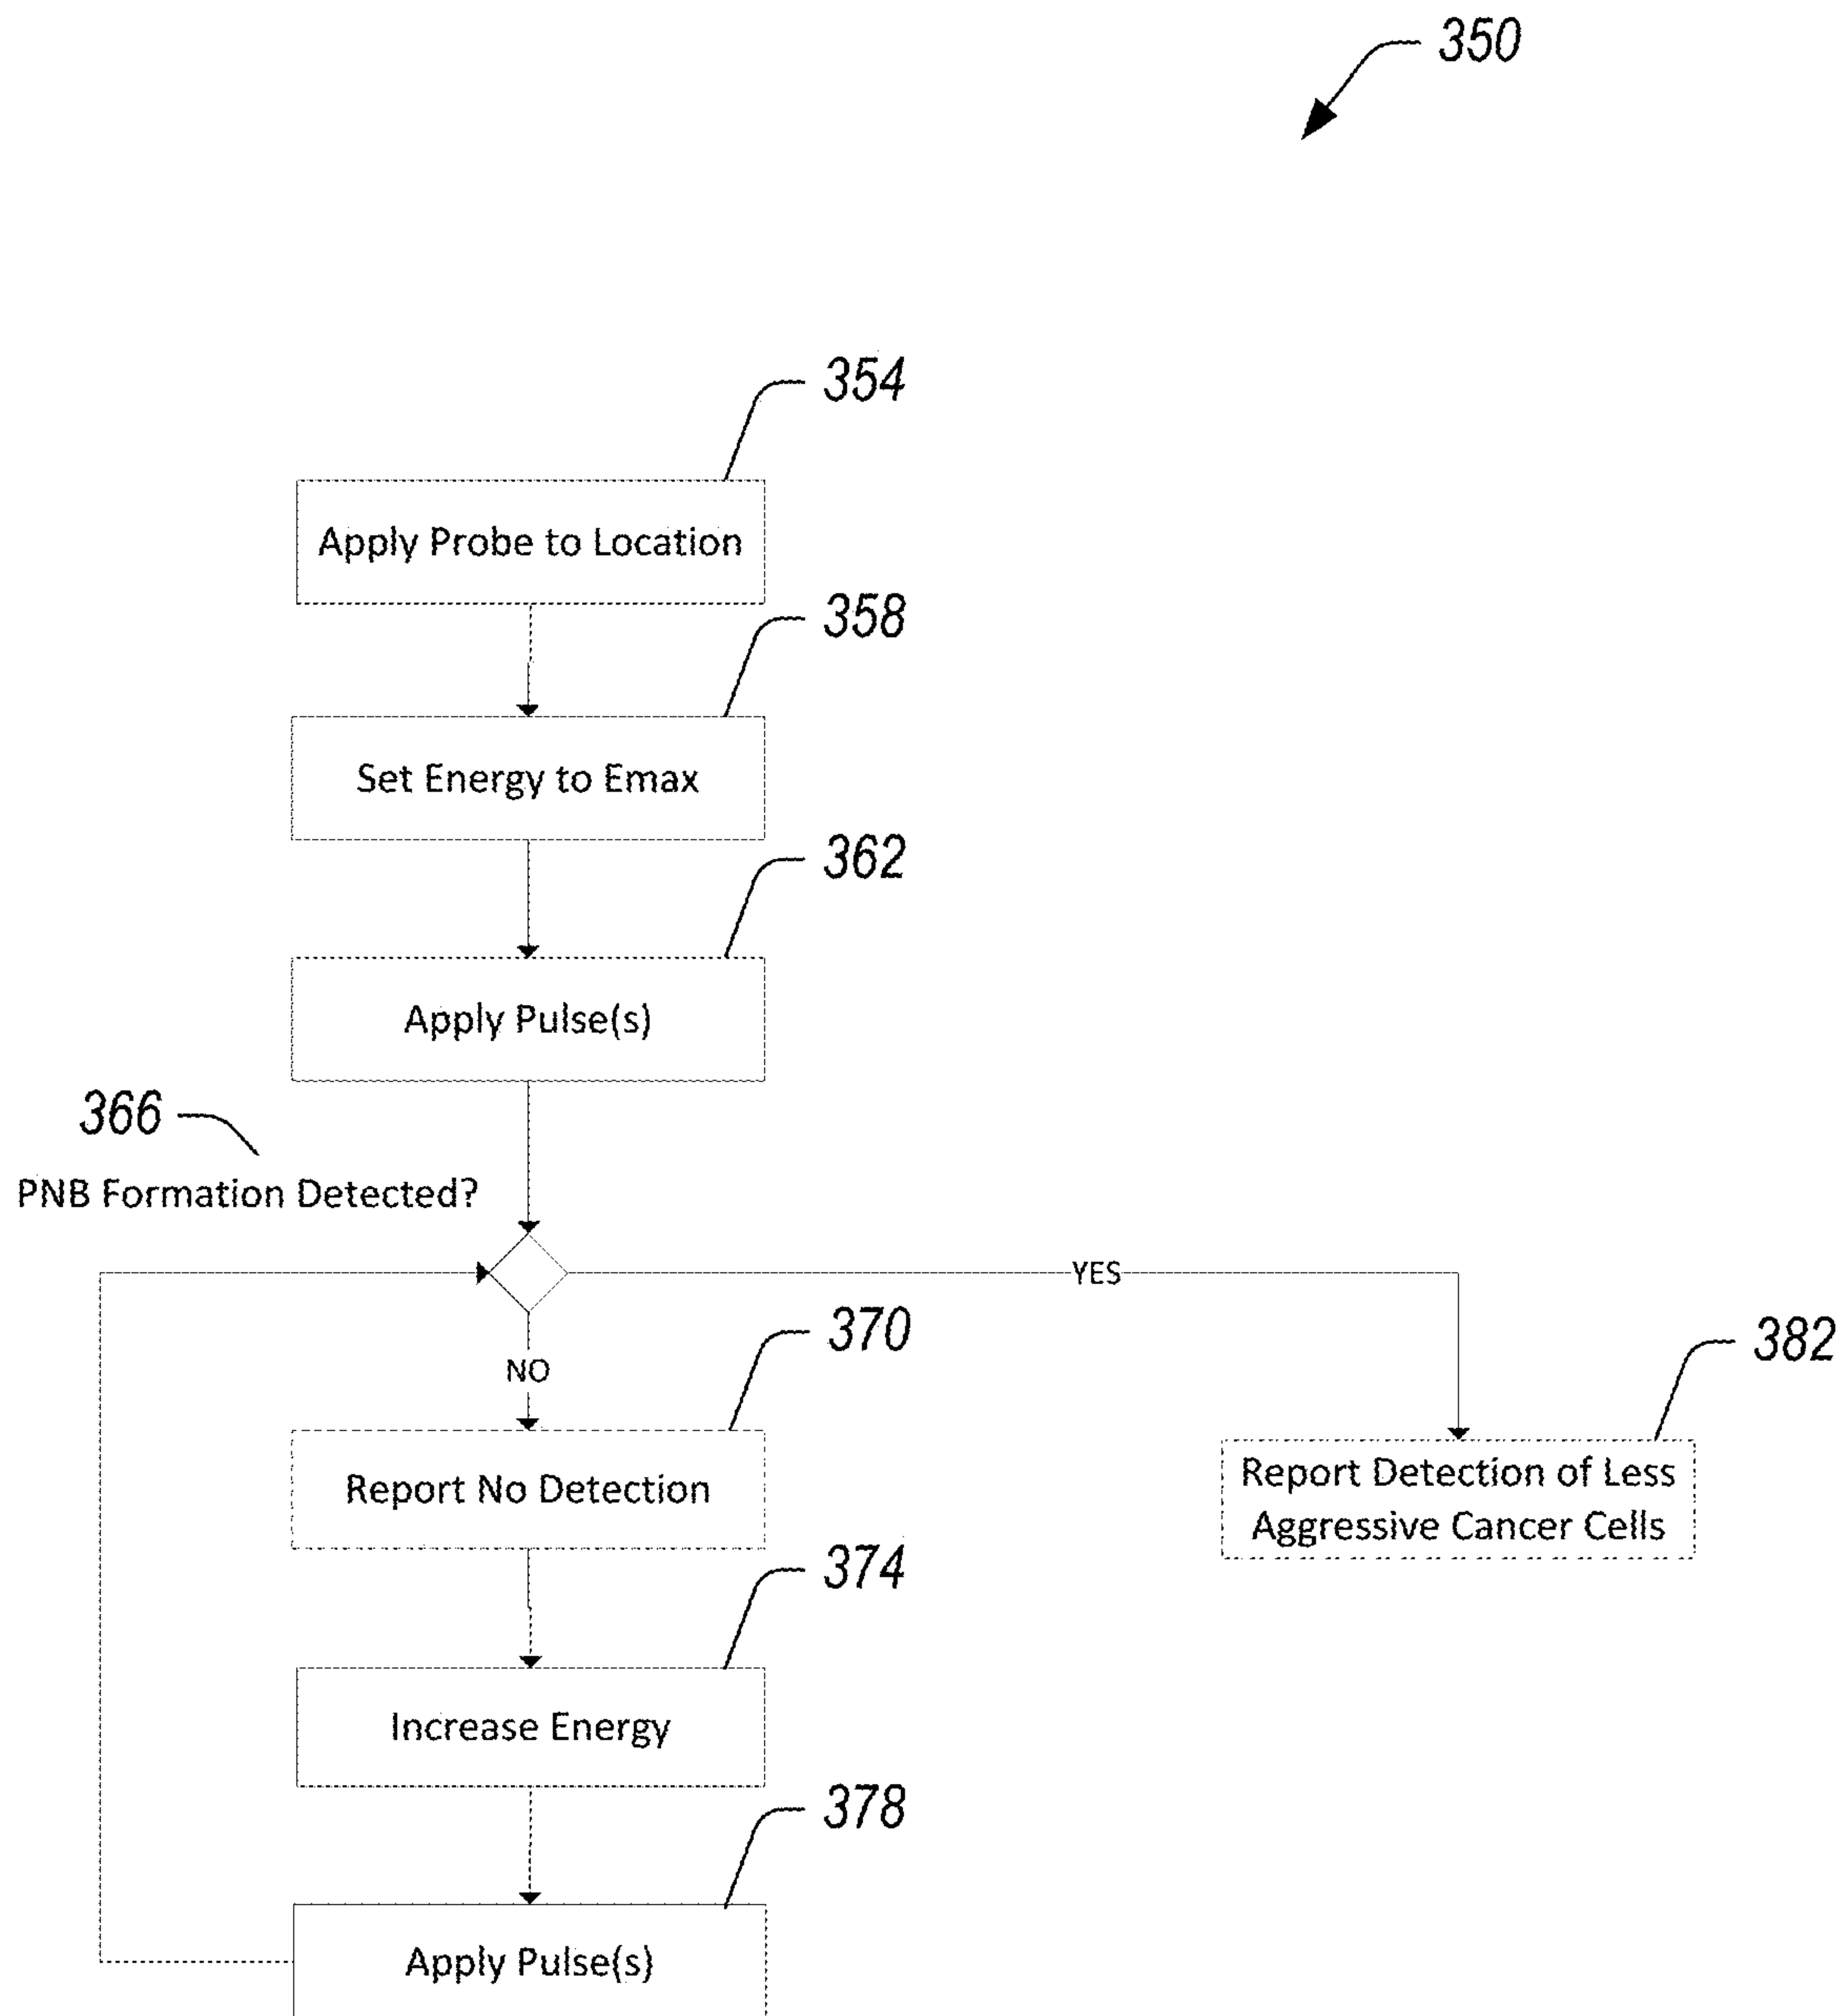 350
354
Apply Probe to Location
358
Set Energy to Emax
362
Apply Pulse(s)
366
PNB Formation Detected?
YES
370
NO
382
Report No Detection
Report Detection of Less
Aggressive Cancer Cells
374
Increase Energy
378
Apply Pulse(s)